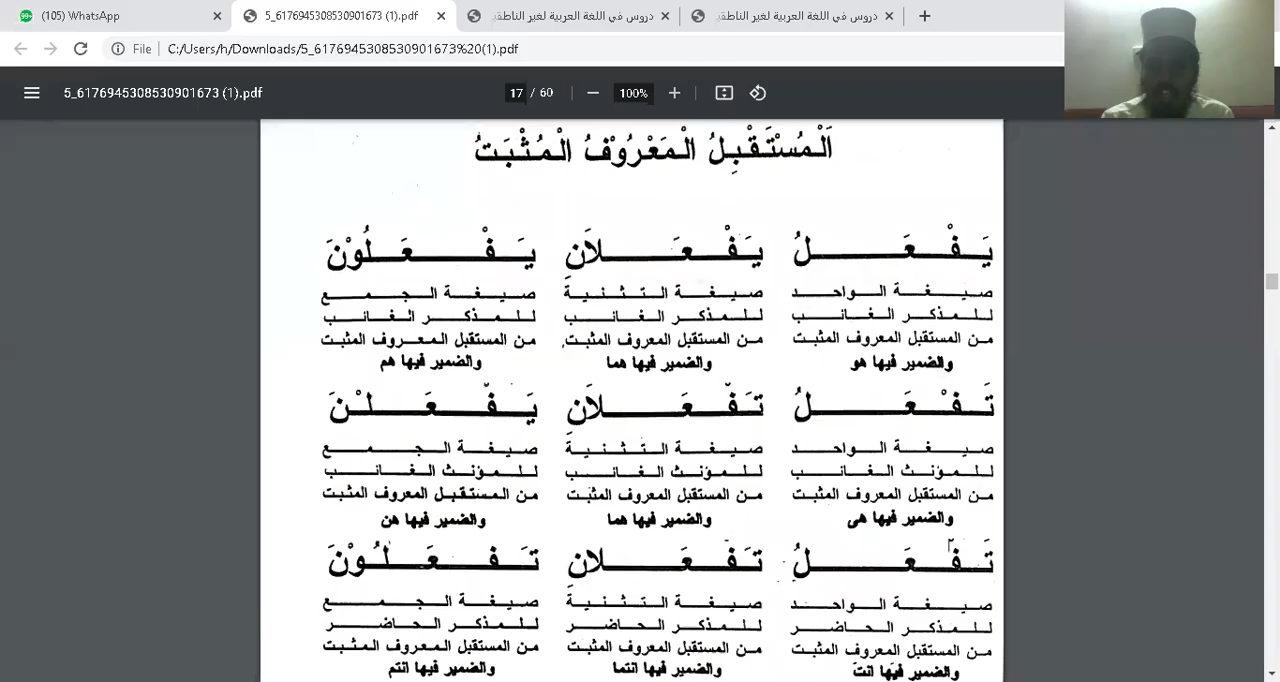 (105) WhatsApp
5_6176945308530901673 (1).pdf
دروس في اللغة العربية لغير الناطقي
دروس في اللغة العربية لغير الناطقي
File
C:/Users/h/Downloads/5_6176945308530901673%20(1).pdf
5_6176945308530901673 (1).pdf
17 / 60
100%
اَلْمُسْتَقْبِلُ الْمَعْرُوْفُ الْمُثْبَتُ
يَفْعَلُ يَفْعَلَانِ يَفْعَلُوْنَ
صيغة الواحد صيغة التثنية صيغة الجمع
للمذكر الغائب للمذكر الغائب للمذكر الغائب
من المستقبل المعروف المثبت من المستقبل المعروف المثبت من المستقبل المعروف المثبت
والضمير فيها هو والضمير فيها هما والضمير فيها هم
تَفْعَلُ تَفْعَلَانِ يَفْعَلْنَ
صيغة الواحد صيغة التثنية صيغة الجمع
للمؤنث الغائب للمؤنث الغائب للمؤنث الغائب
من المستقبل المعروف المثبت من المستقبل المعروف المثبت من المستقبل المعروف المثبت
والضمير فيها هى والضمير فيها هما والضمير فيها هن
تَفْعَلُ تَفْعَلَانِ تَفْعَلُوْنَ
صيغة الواحد صيغة التثنية صيغة الجمع
للمذكر الحاضر للمذكر الحاضر للمذكر الحاضر
من المستقبل المعروف المثبت من المستقبل المعروف المثبت من المستقبل المعروف المثبت
والضمير فيها انت والضمير فيها انتما والضمير فيها انتم